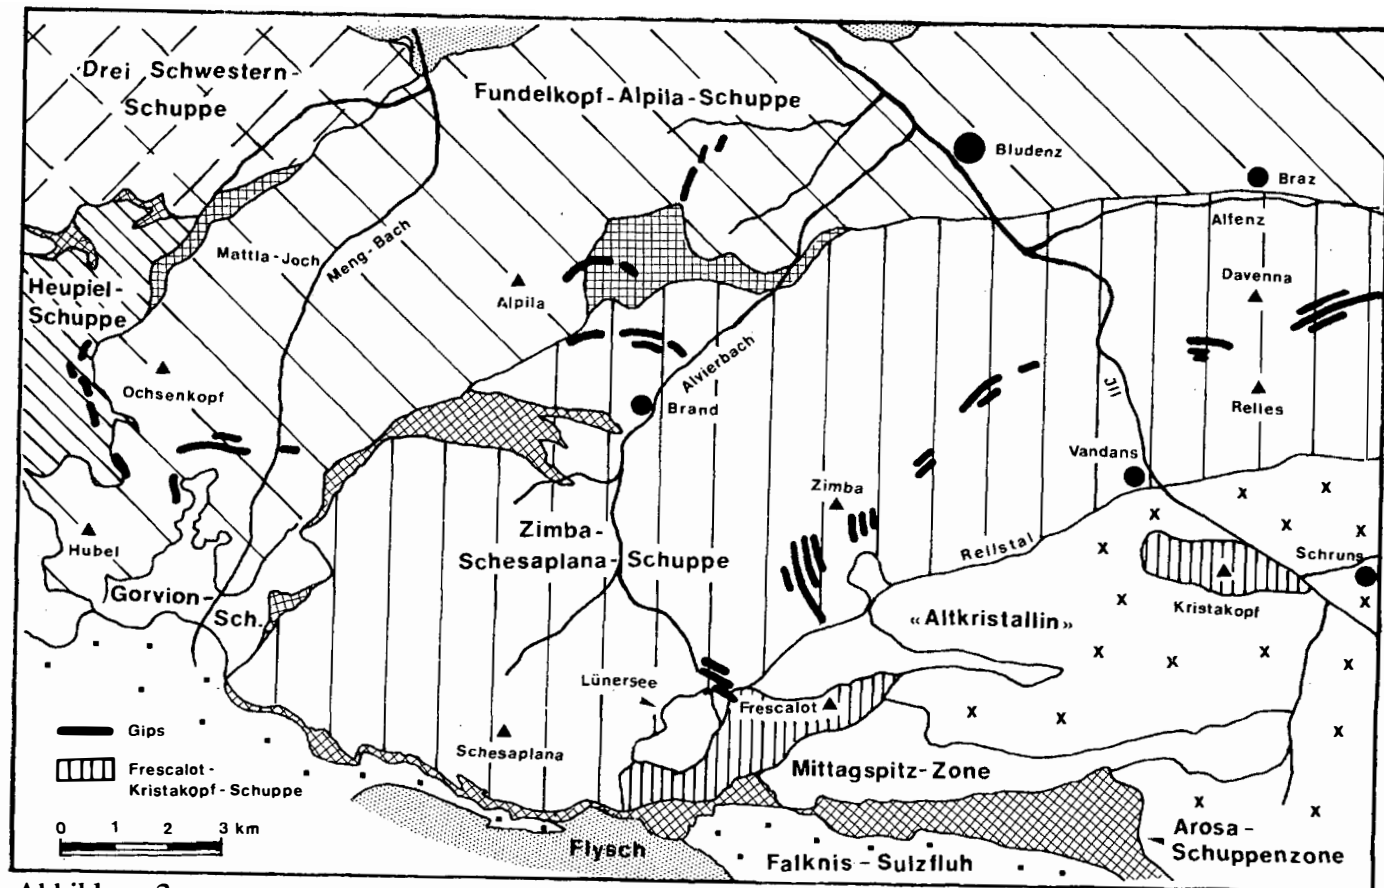 Drei Schwestern-
Schuppe
Fundelkopf-Alpila-Schuppe
Bludenz
Braz
Alfenz
Mattla-Joch
Meng-Bach
Davenna
Heupiel-
Schuppe
Alpila
Alvierbach
Ochsenkopf
Brand
Jll
Relles
Vandans
Zimba
Hubel
Zimba-
Schesaplana-Schuppe
Rellstal
Schruns
Gorvion-
Sch.
«Altkristallin»
Kristakopf
Lünersee
Frescalot
Schesaplana
Gips
Frescalot-
Kristakopf-Schuppe
Mittagspitz-Zone
0 1 2 3 km
Flysch
Falknis-Sulzfluh
Arosa-
Schuppenzone